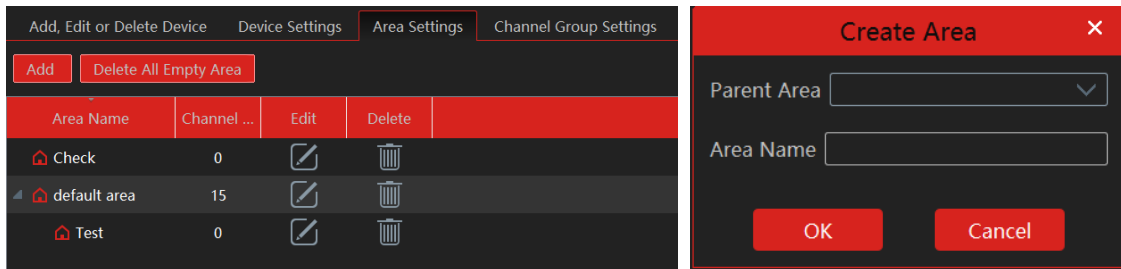 Add, Edit or Delete Device Device Settings Area Settings Channel Group Settings
Add Delete All Empty Area
Area Name Channel ... Edit Delete
Check 0
default area 15
Test 0
Create Area
Parent Area
Area Name
OK Cancel